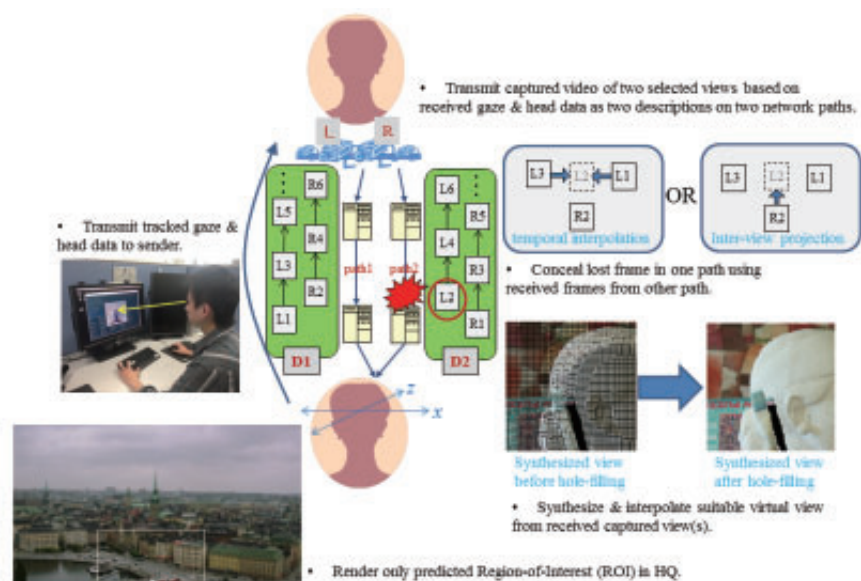 • Transmit captured video of two selected views based on
received gaze & head data as two descriptions on two network paths.
L R
R6
L5
R4
L3
R2
L1
D1
path1
path2
L6
R5
L4
R3
L2
R1
D2
L3 L2 L1
R2
temporal interpolation
OR
L3 L2 L1
R2
Inter-view projection
• Transmit tracked gaze &
head data to sender.
• Conceal lost frame in one path using
received frames from other path.
z
x
Synthesized view
before hole-filling
Synthesized view
after hole-filling
• Synthesize & interpolate suitable virtual view
from received captured view(s).
• Render only predicted Region-of-Interest (ROI) in HQ.